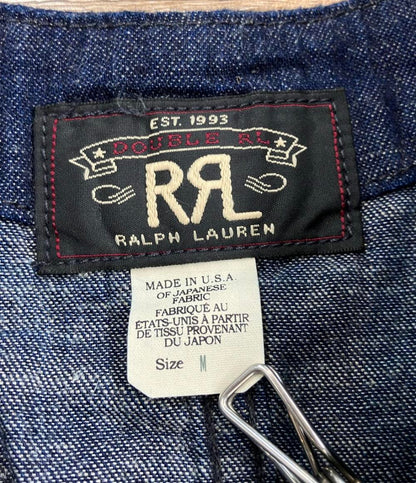 EST. 1993
DOUBLE RL
RRL
RALPH LAUREN
MADE IN U.S.A.
OF JAPANESE
FABRIC
FABRIQUÉ AU
ÉTATS-UNIS À PARTIR
DE TISSU PROVENANT
DU JAPON
Size M